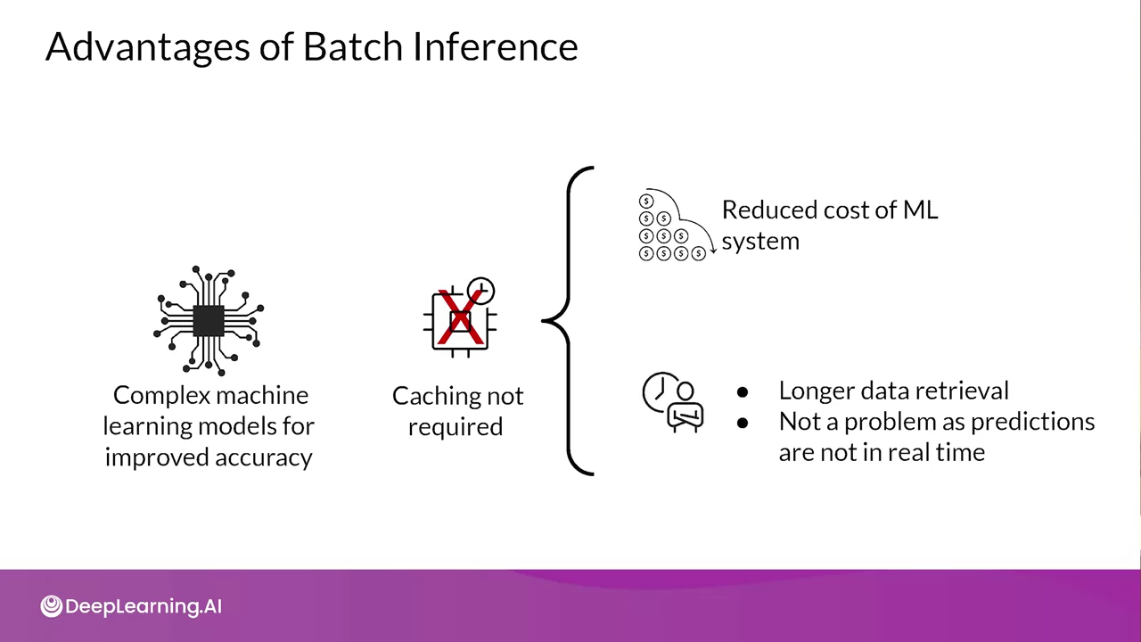 Advantages of Batch Inference
Complex machine
learning models for
improved accuracy
Caching not
required
Reduced cost of ML
system
● Longer data retrieval
● Not a problem as predictions
are not in real time
DeepLearning.AI